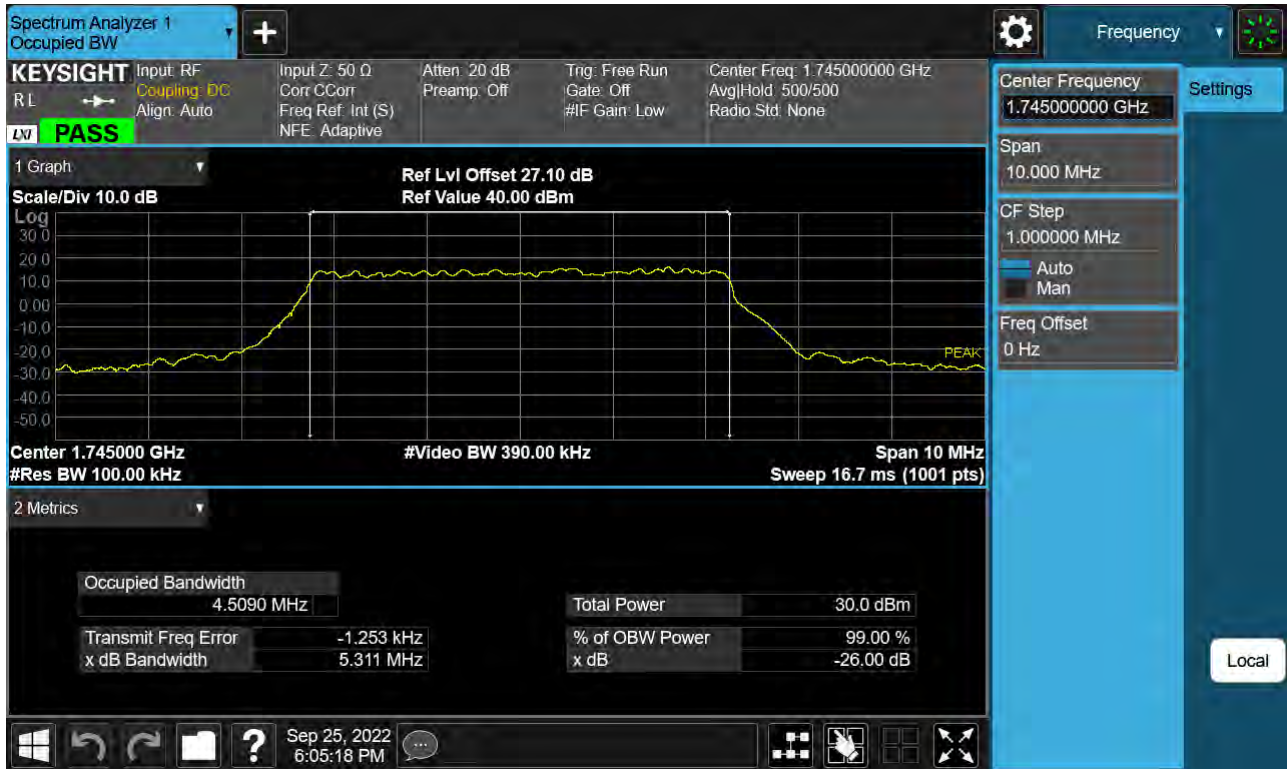 Spectrum Analyzer 1
Occupied BW
+
Frequency
KEYSIGHT
RL
LXI
PASS
Input: RF
Coupling: DC
Align: Auto
Input Z: 50 Ω
Corr CCorr
Freq Ref: Int (S)
NFE: Adaptive
Atten: 20 dB
Preamp: Off
Trig: Free Run
Gate: Off
#IF Gain: Low
Center Freq: 1.745000000 GHz
Avg|Hold: 500/500
Radio Std: None
1 Graph
Scale/Div 10.0 dB
Ref Lvl Offset 27.10 dB
Ref Value 40.00 dBm
Log
30.0
20.0
10.0
0.00
-10.0
-20.0
-30.0
-40.0
-50.0
PEAK
Center 1.745000 GHz
#Video BW 390.00 kHz
Span 10 MHz
#Res BW 100.00 kHz
Sweep 16.7 ms (1001 pts)
2 Metrics
Occupied Bandwidth
4.5090 MHz
Total Power 30.0 dBm
Transmit Freq Error -1.253 kHz
% of OBW Power 99.00 %
x dB Bandwidth 5.311 MHz
x dB -26.00 dB
Center Frequency
1.745000000 GHz
Settings
Span
10.000 MHz
CF Step
1.000000 MHz
Auto
Man
Freq Offset
0 Hz
Local
?
Sep 25, 2022
6:05:18 PM